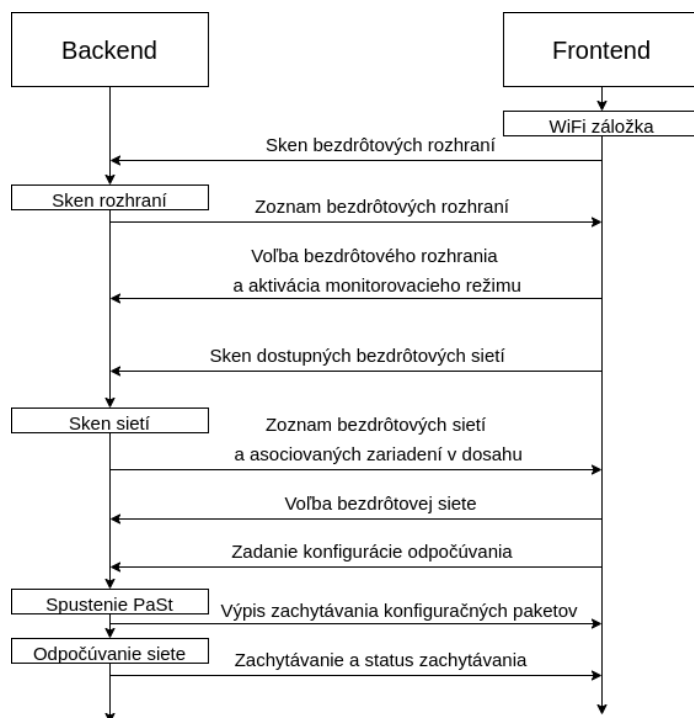 Backend
Frontend
WiFi záložka
Sken bezdrôtových rozhraní
Sken rozhraní
Zoznam bezdrôtových rozhraní
Voľba bezdrôtového rozhrania
a aktivácia monitorovacieho režimu
Sken dostupných bezdrôtových sietí
Sken sietí
Zoznam bezdrôtových sietí
a asociovaných zariadení v dosahu
Voľba bezdrôtovej siete
Zadanie konfigurácie odpočúvania
Spustenie PaSt
Výpis zachytávania konfiguračných paketov
Odpočúvanie siete
Zachytávanie a status zachytávania